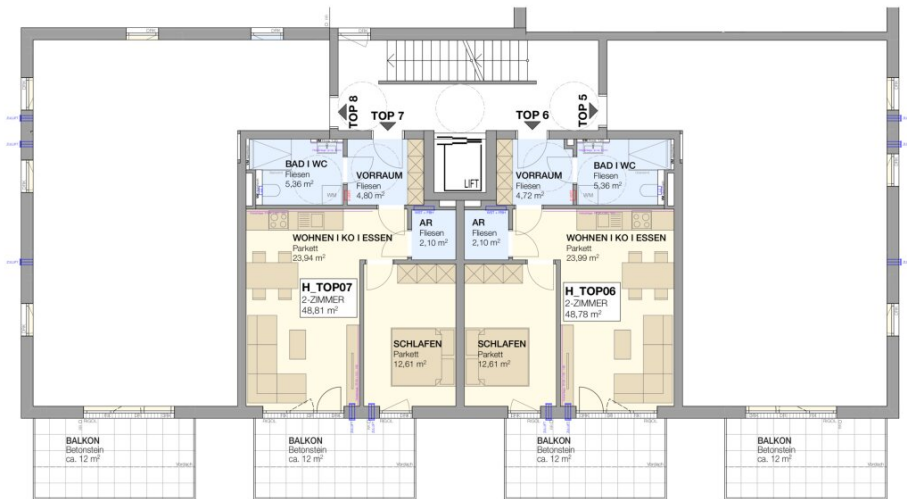 TOP 8
TOP 7
TOP 6
TOP 5
LIFT
BAD I WC
Fliesen
5,36 m²
VORRAUM
Fliesen
4,80 m²
AR
Fliesen
2,10 m²
WOHNEN I KO I ESSEN
Parkett
23,94 m²
H_TOP07
2-ZIMMER
48,81 m²
SCHLAFEN
Parkett
12,61 m²
VORRAUM
Fliesen
4,72 m²
BAD I WC
Fliesen
5,36 m²
AR
Fliesen
2,10 m²
WOHNEN I KO I ESSEN
Parkett
23,99 m²
H_TOP06
2-ZIMMER
48,78 m²
SCHLAFEN
Parkett
12,61 m²
BALKON
Betonstein
ca. 12 m²
BALKON
Betonstein
ca. 12 m²
BALKON
Betonstein
ca. 12 m²
BALKON
Betonstein
ca. 12 m²